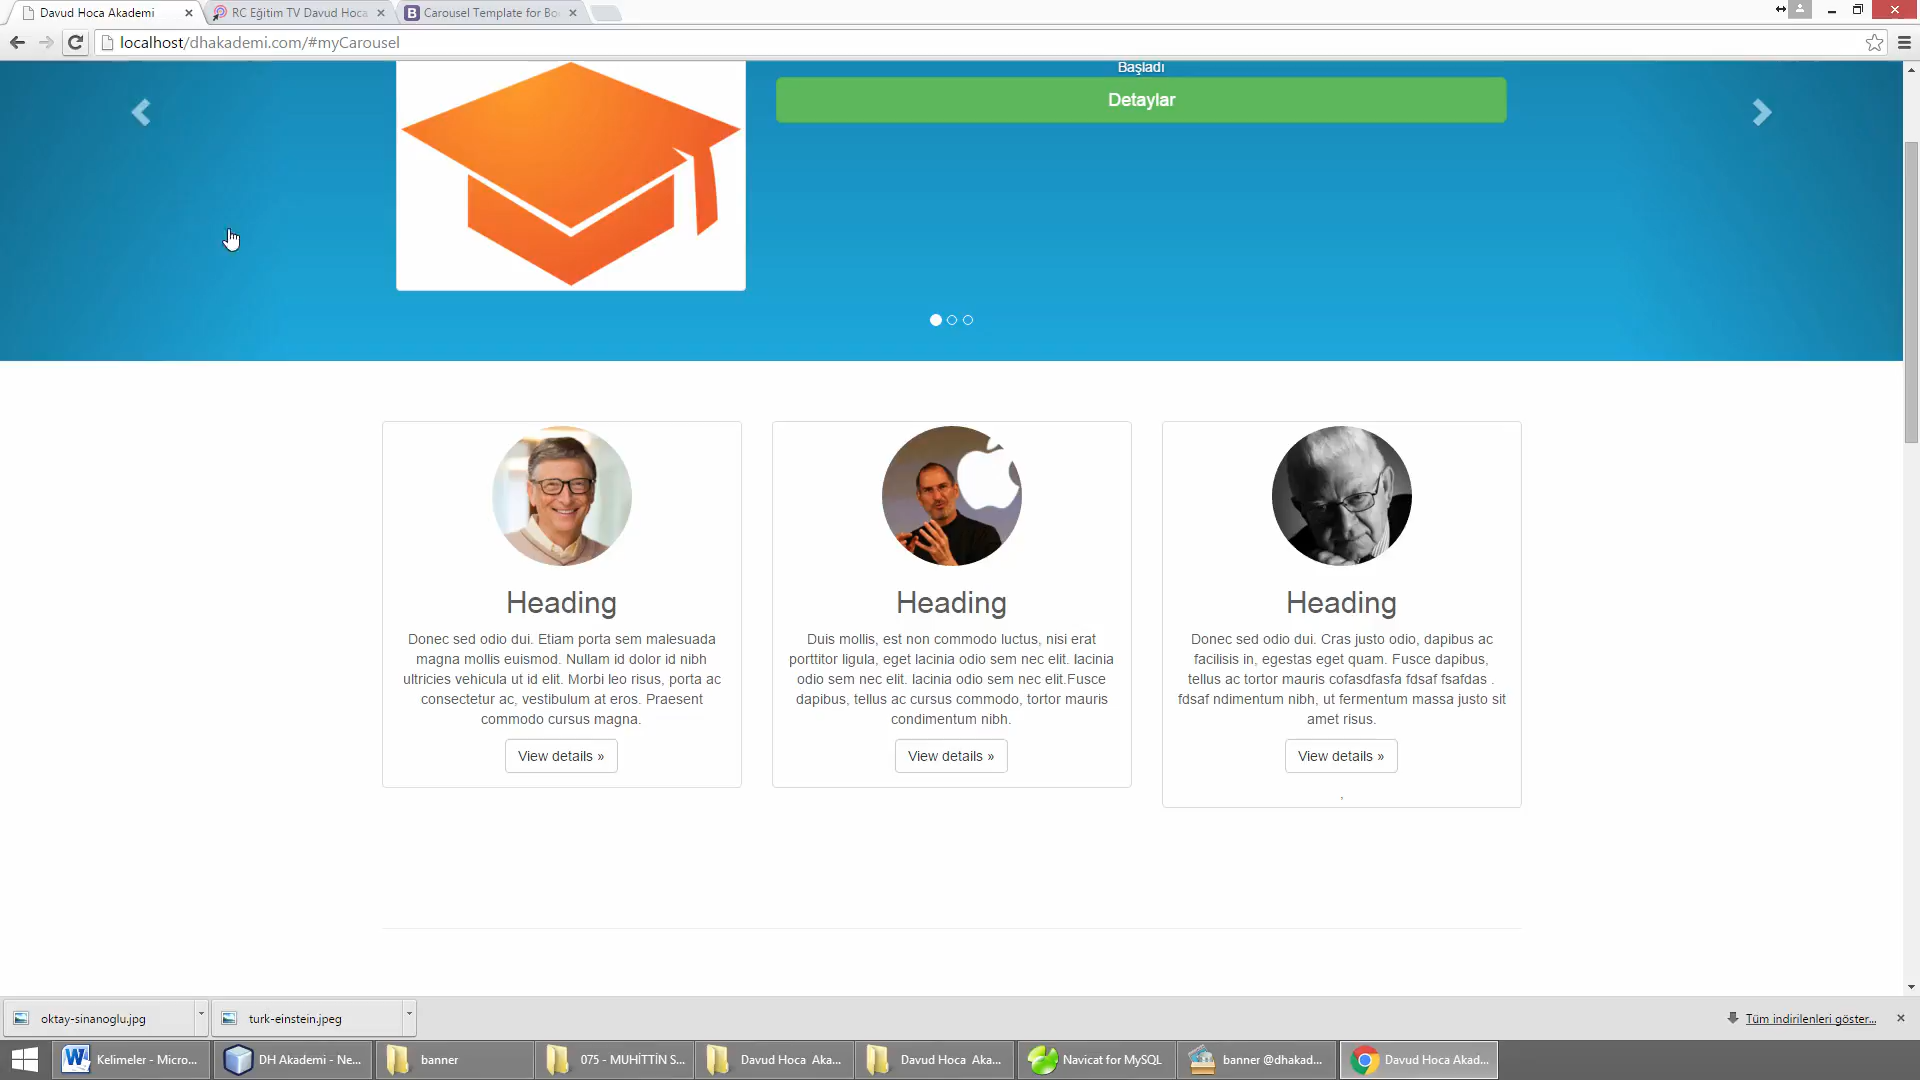 Davud Hoca Akademi
RC Eğitim TV Davud Hoca
Carousel Template for Bo
localhost/dhakademi.com/#myCarousel
Başladı
Detaylar
Heading
Donec sed odio dui. Etiam porta sem malesuada
magna mollis euismod. Nullam id dolor id nibh
ultricies vehicula ut id elit. Morbi leo risus, porta ac
consectetur ac, vestibulum at eros. Praesent
commodo cursus magna.
View details »
Heading
Duis mollis, est non commodo luctus, nisi erat
porttitor ligula, eget lacinia odio sem nec elit. lacinia
odio sem nec elit. lacinia odio sem nec elit.Fusce
dapibus, tellus ac cursus commodo, tortor mauris
condimentum nibh.
View details »
Heading
Donec sed odio dui. Cras justo odio, dapibus ac
facilisis in, egestas eget quam. Fusce dapibus,
tellus ac tortor mauris cofasdfasfa fdsaf fsafdas .
fdsaf ndimentum nibh, ut fermentum massa justo sit
amet risus.
View details »
,
oktay-sinanoglu.jpg
turk-einstein.jpeg
Tüm indirilenleri göster...
Kelimeler - Micro...
DH Akademi - Ne...
banner
075 - MUHİTTİN S...
Davud Hoca Aka...
Davud Hoca Aka...
Navicat for MySQL
banner @dhakad...
Davud Hoca Akad...